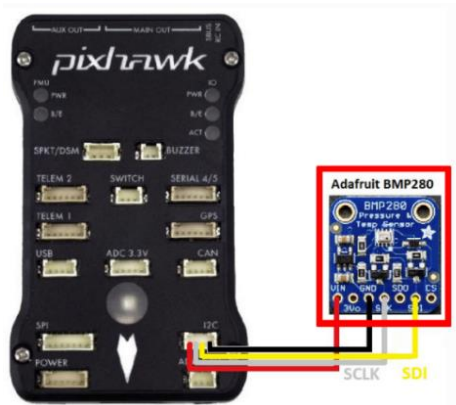 AUX OUT MAIN OUT SBUS
RC IN
pixhawk
FMU IO
PWR PWR
B/E B/E
ACT
SPKT/DSM BUZZER
TELEM 2 SWITCH SERIAL 4/5
TELEM 1 GPS
USB ADC 3.3V CAN
SPI I2C
POWER
Adafruit BMP280
BMP280
Pressure &
Temp Sensor
VIN GND SCK SDO SDI CS
3Vo
SCLK SDI